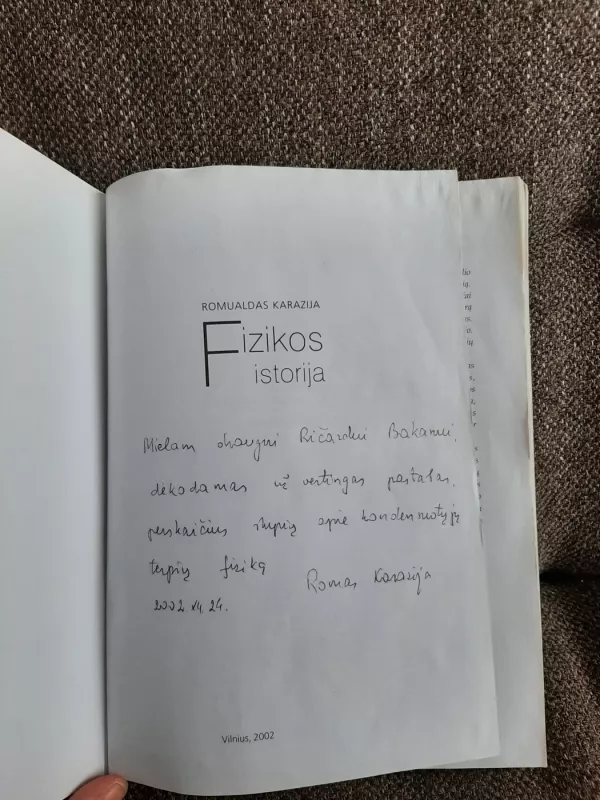 ROMUALDAS KARAZIJA
Fizikos
istorija
Mielam draugui Ričardui Bakanui,
dėkodamas už vertingas pastabas,
perskaičius skyrių apie kondensuotųjų
terpių fiziką
Romas Karazija
2002.XII.24.
Vilnius, 2002